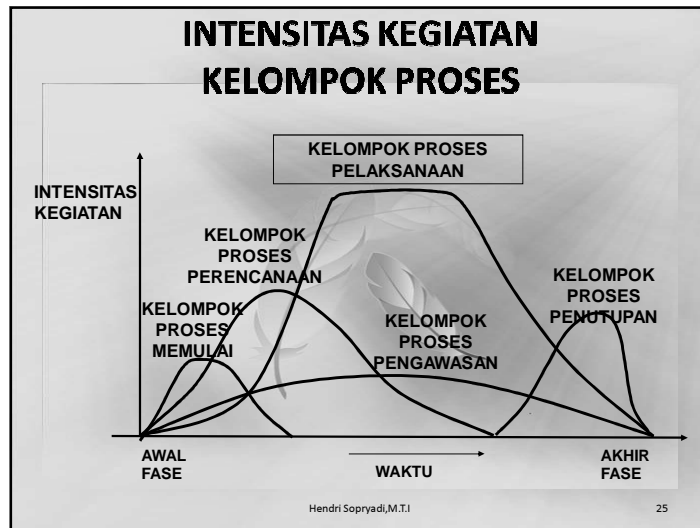 INTENSITAS KEGIATAN
KELOMPOK PROSES
KELOMPOK PROSES
PELAKSANAAN
INTENSITAS
KEGIATAN
KELOMPOK
PROSES
PERENCANAAN
KELOMPOK
PROSES
MEMULAI
KELOMPOK
PROSES
PENGAWASAN
KELOMPOK
PROSES
PENUTUPAN
AWAL
FASE
WAKTU
AKHIR
FASE
Hendri Sopryadi,M.T.I
25